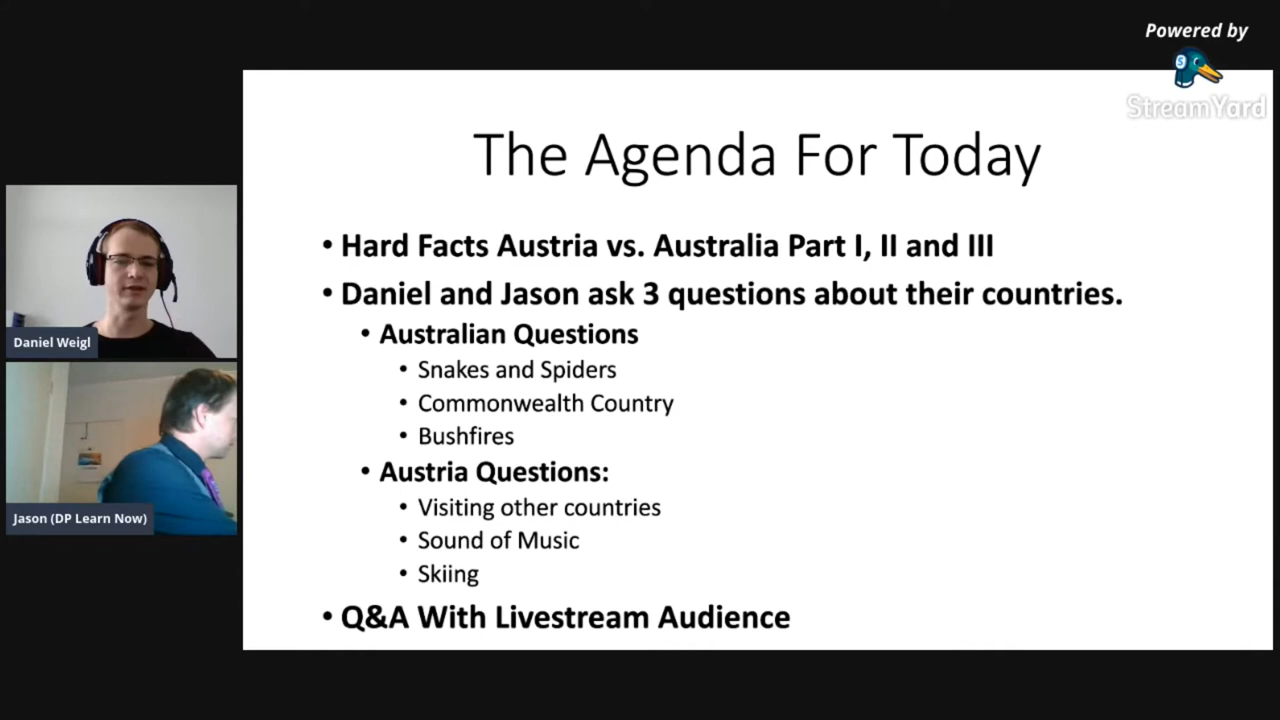 Powered by
StreamYard
The Agenda For Today
• Hard Facts Austria vs. Australia Part I, II and III
• Daniel and Jason ask 3 questions about their countries.
• Australian Questions
• Snakes and Spiders
• Commonwealth Country
• Bushfires
• Austria Questions:
• Visiting other countries
• Sound of Music
• Skiing
• Q&A With Livestream Audience
Daniel Weigl
Jason (DP Learn Now)